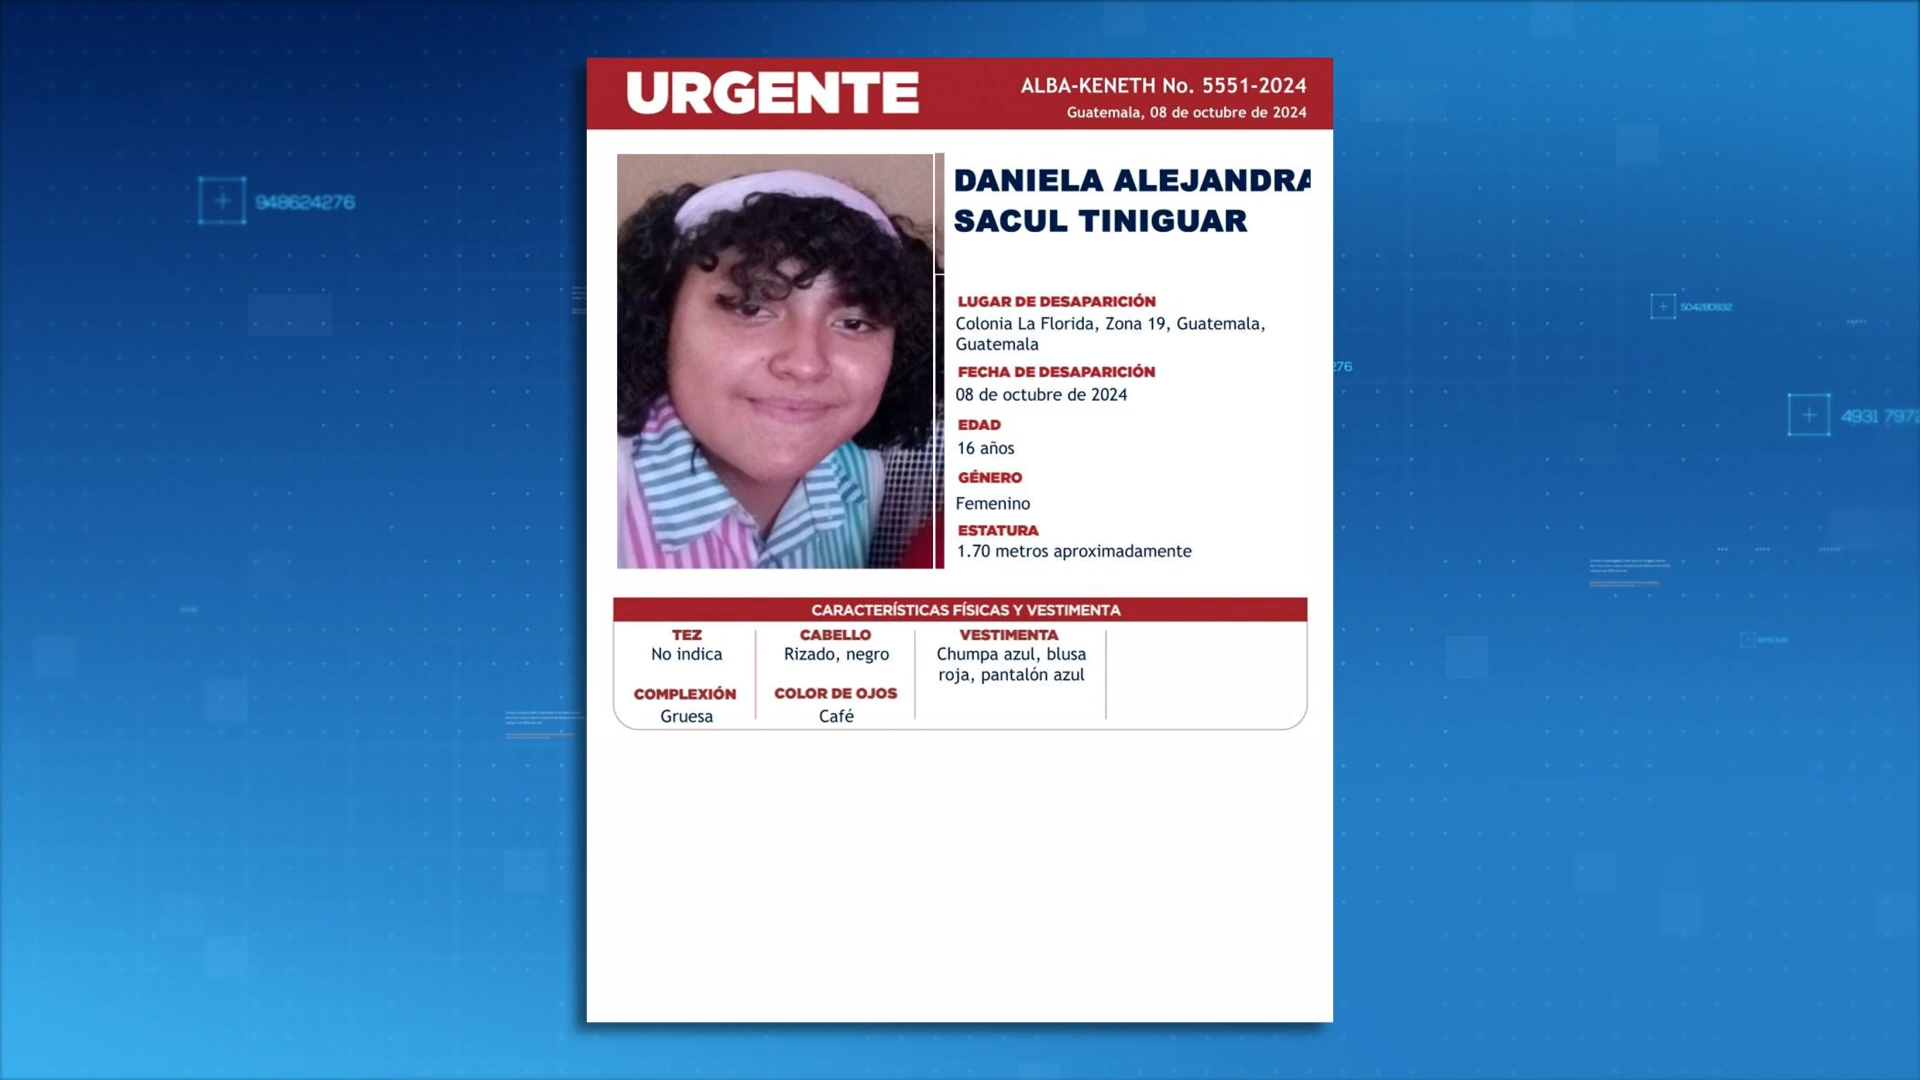 URGENTE
ALBA-KENETH No. 5551-2024
Guatemala, 08 de octubre de 2024
DANIELA ALEJANDRA
SACUL TINIGUAR
LUGAR DE DESAPARICIÓN
Colonia La Florida, Zona 19, Guatemala,
Guatemala
FECHA DE DESAPARICIÓN
08 de octubre de 2024
EDAD
16 años
GÉNERO
Femenino
ESTATURA
1.70 metros aproximadamente
CARACTERÍSTICAS FÍSICAS Y VESTIMENTA
TEZ
No indica
COMPLEXIÓN
Gruesa
CABELLO
Rizado, negro
COLOR DE OJOS
Café
VESTIMENTA
Chumpa azul, blusa
roja, pantalón azul
948624276
504280832
276
4931 7972